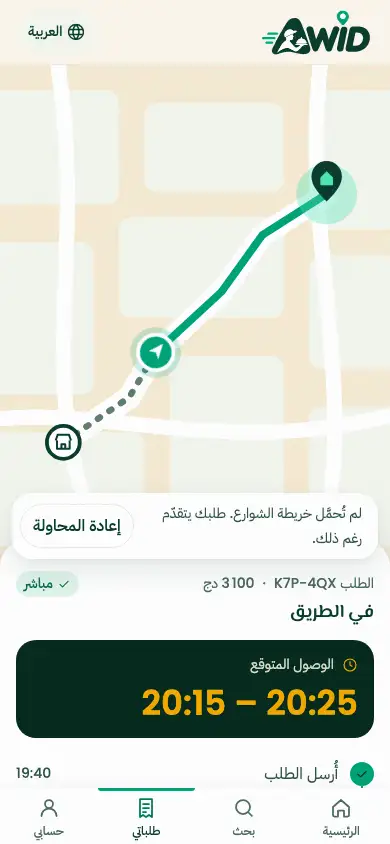 العربية
AWID
لم تُحمَّل خريطة الشوارع. طلبك يتقدّم
رغم ذلك.
إعادة المحاولة
الطلب K7P-4QX · 3100 دج
مباشر
في الطريق
الوصول المتوقع
20:15 – 20:25
أُرسل الطلب
19:40
الرئيسية
بحث
طلباتي
حسابي